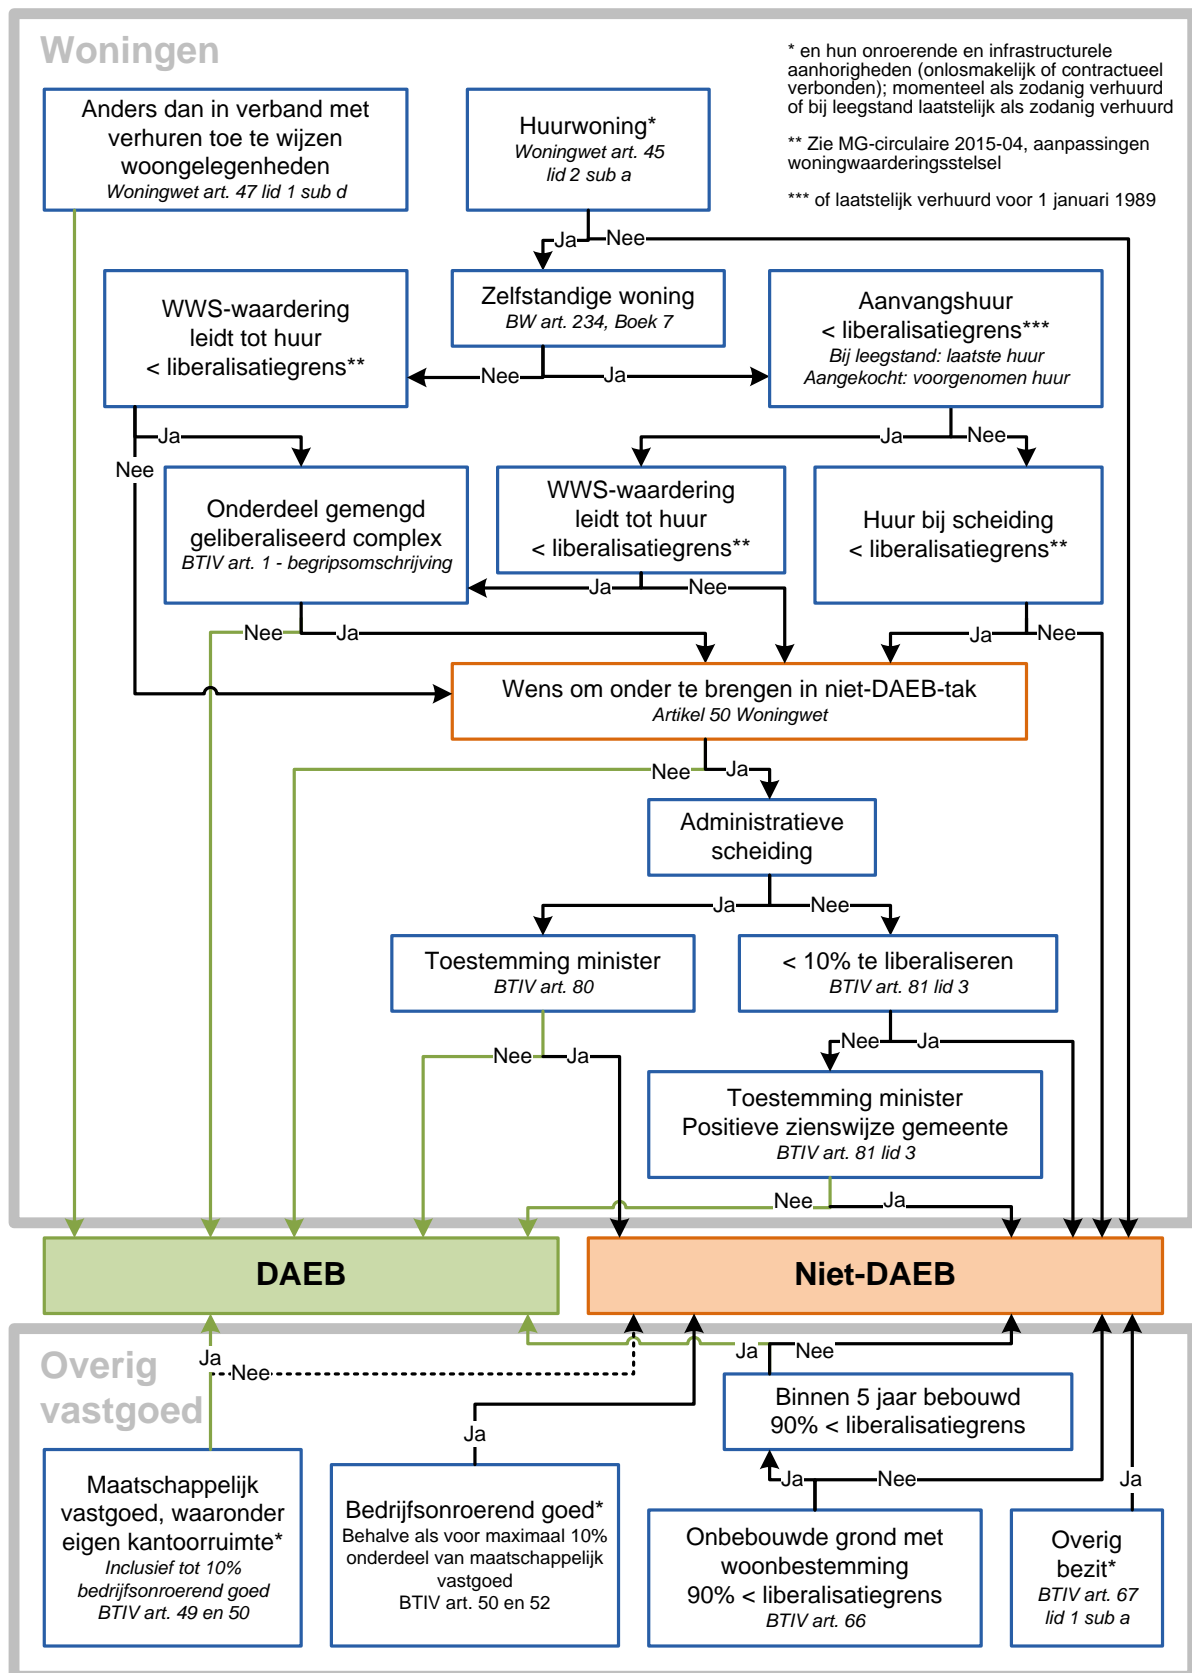 Woningen
* en hun onroerende en infrastructurele
aanhorigheden (onlosmakelijk of contractueel
verbonden); momenteel als zodanig verhuurd
of bij leegstand laatstelijk als zodanig verhuurd
** Zie MG-circulaire 2015-04, aanpassingen
woningwaarderingsstelsel
*** of laatstelijk verhuurd voor 1 januari 1989
Anders dan in verband met
verhuren toe te wijzen
woongelegenheden
Woningwet art. 47 lid 1 sub d
Huurwoning*
Woningwet art. 45
lid 2 sub a
Ja
Nee
WWS-waardering
leidt tot huur
< liberalisatiegrens**
Zelfstandige woning
BW art. 234, Boek 7
Aanvangshuur
< liberalisatiegrens***
Bij leegstand: laatste huur
Aangekocht: voorgenomen huur
Nee
Ja
Ja
Nee
Ja
Nee
Onderdeel gemengd
geliberaliseerd complex
BTIV art. 1 - begripsomschrijving
WWS-waardering
leidt tot huur
< liberalisatiegrens**
Huur bij scheiding
< liberalisatiegrens**
Ja
Nee
Nee
Ja
Ja
Nee
Wens om onder te brengen in niet-DAEB-tak
Artikel 50 Woningwet
Nee
Ja
Administratieve
scheiding
Ja
Nee
Toestemming minister
BTIV art. 80
< 10% te liberaliseren
BTIV art. 81 lid 3
Nee
Ja
Nee
Ja
Toestemming minister
Positieve zienswijze gemeente
BTIV art. 81 lid 3
Nee
Ja
DAEB
Niet-DAEB
Overig
vastgoed
Ja
Nee
Ja
Nee
Binnen 5 jaar bebouwd
90% < liberalisatiegrens
Ja
Ja
Nee
Ja
Maatschappelijk
vastgoed, waaronder
eigen kantoorruimte*
Inclusief tot 10%
bedrijfsonroerend goed
BTIV art. 49 en 50
Bedrijfsonroerend goed*
Behalve als voor maximaal 10%
onderdeel van maatschappelijk
vastgoed
BTIV art. 50 en 52
Onbebouwde grond met
woonbestemming
90% < liberalisatiegrens
BTIV art. 66
Overig
bezit*
BTIV art. 67
lid 1 sub a